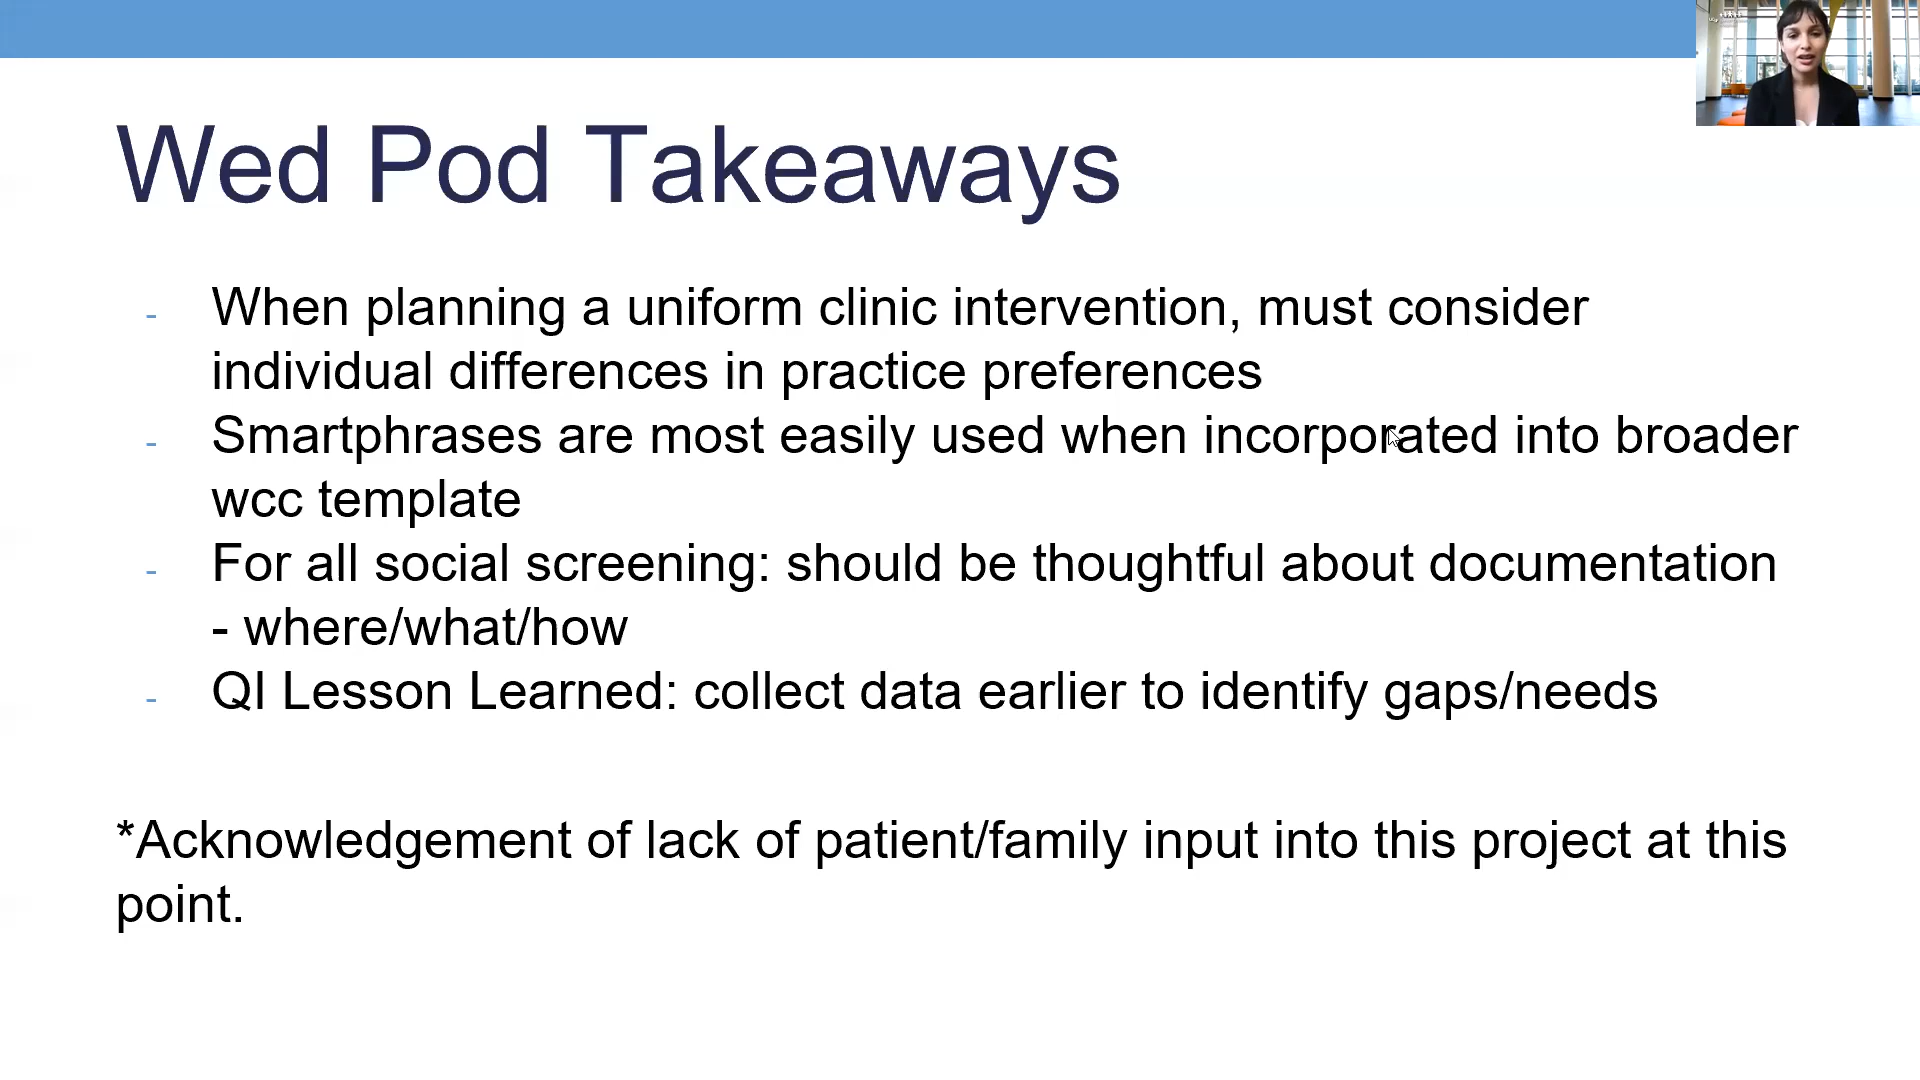 Wed Pod Takeaways
- When planning a uniform clinic intervention, must consider
individual differences in practice preferences
- Smartphrases are most easily used when incorporated into broader
wcc template
- For all social screening: should be thoughtful about documentation
- where/what/how
- QI Lesson Learned: collect data earlier to identify gaps/needs
*Acknowledgement of lack of patient/family input into this project at this
point.